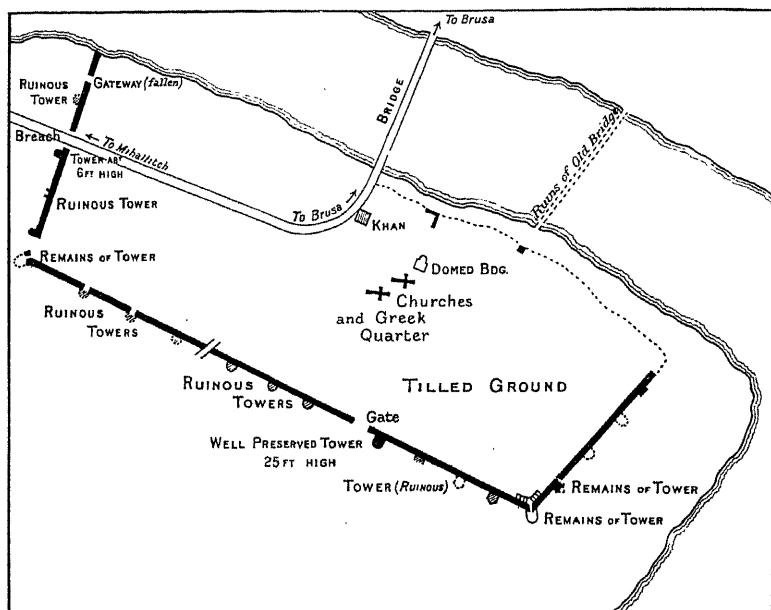 To Brusa
BRIDGE
GATEWAY (fallen)
RUINOUS
TOWER
Breach
To Mihallitch
TOWER ABT
6FT HIGH
Ruins of Old Bridge
RUINOUS TOWER
To Brusa
KHAN
REMAINS OF TOWER
DOMED BDG.
RUINOUS
TOWERS
Churches
and Greek
Quarter
RUINOUS
TOWERS
TILLED GROUND
Gate
WELL PRESERVED TOWER
25 FT HIGH
TOWER (RUINOUS)
REMAINS OF TOWER
REMAINS OF TOWER